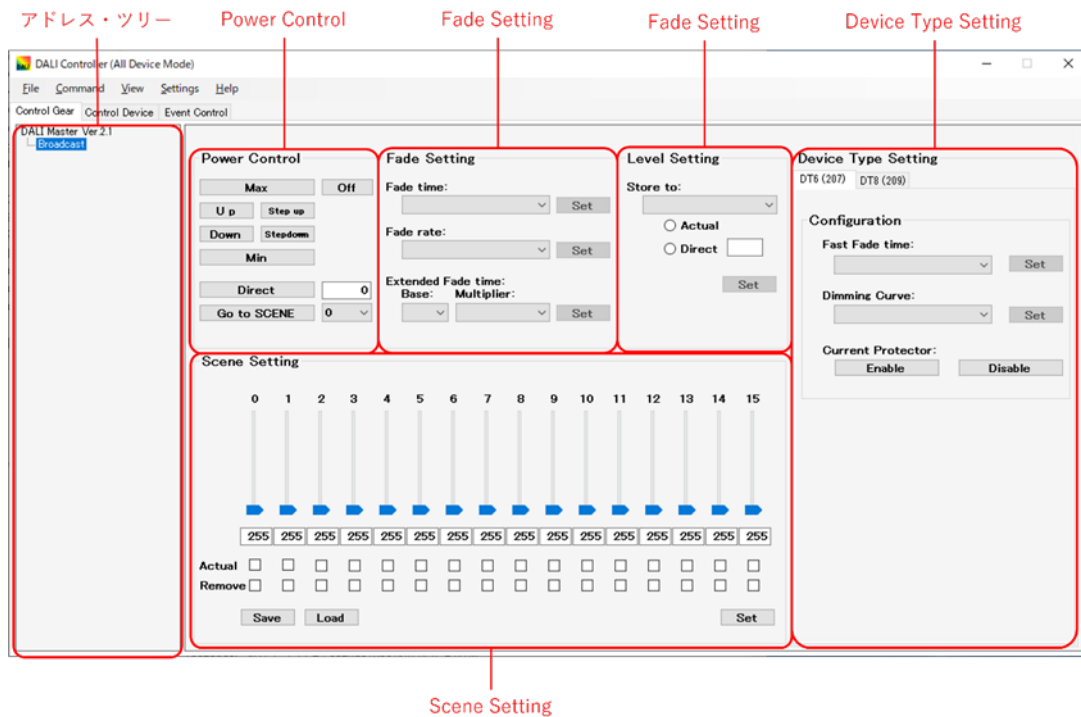 アドレス・ツリー Power Control Fade Setting Fade Setting Device Type Setting
DALI Controller (All Device Mode)
File Command View Settings Help
Control Gear Control Device Event Control
DALI Master Ver.2.1
Broadcast
Power Control
Max Off
Up Step up
Down Stepdown
Min
Direct 0
Go to SCENE 0
Fade Setting
Fade time:
Set
Fade rate:
Set
Extended Fade time:
Base: Multiplier:
Set
Level Setting
Store to:
Actual
Direct
Set
Device Type Setting
DT6 (207) DT8 (209)
Configuration
Fast Fade time:
Set
Dimming Curve:
Set
Current Protector:
Enable Disable
Scene Setting
0 1 2 3 4 5 6 7 8 9 10 11 12 13 14 15
255 255 255 255 255 255 255 255 255 255 255 255 255 255 255 255
Actual
Remove
Save Load Set
Scene Setting